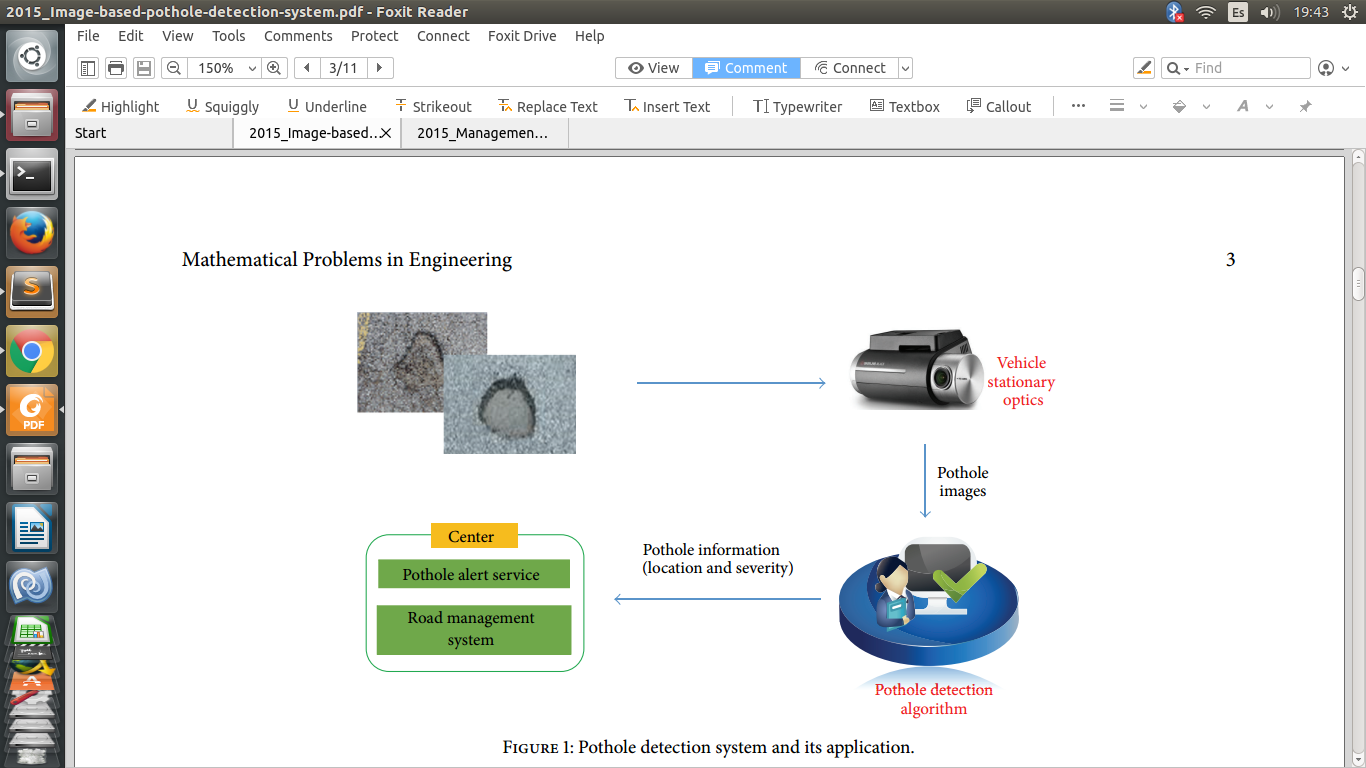 2015_Image-based-pothole-detection-system.pdf - Foxit Reader
Es
19:43
File Edit View Tools Comments Protect Connect Foxit Drive Help
150% 3/11 View Comment Connect Find
Highlight Squiggly Underline Strikeout Replace Text Insert Text Typewriter Textbox Callout
Start 2015_Image-based... 2015_Managemen...
Mathematical Problems in Engineering 3
Vehicle
stationary
optics
Pothole
images
Center
Pothole alert service
Road management
system
Pothole information
(location and severity)
PDF
Pothole detection
algorithm
FIGURE 1: Pothole detection system and its application.